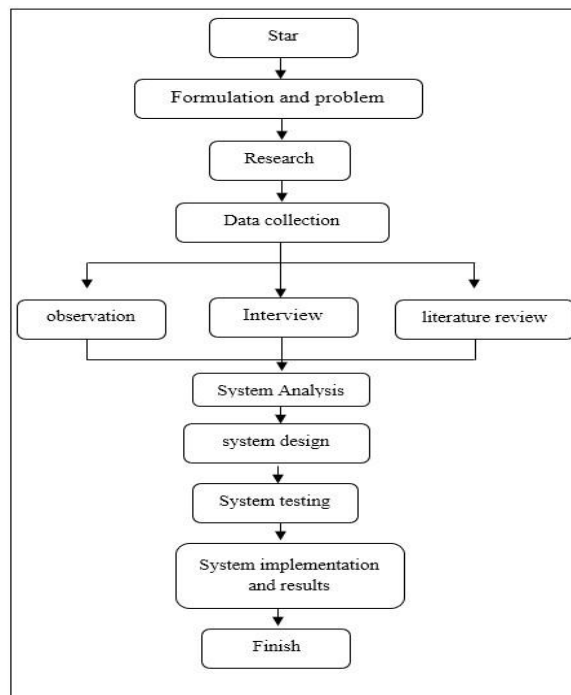 Star
Formulation and problem
Research
Data collection
observation
Interview
literature review
System Analysis
system design
System testing
System implementation
and results
Finish